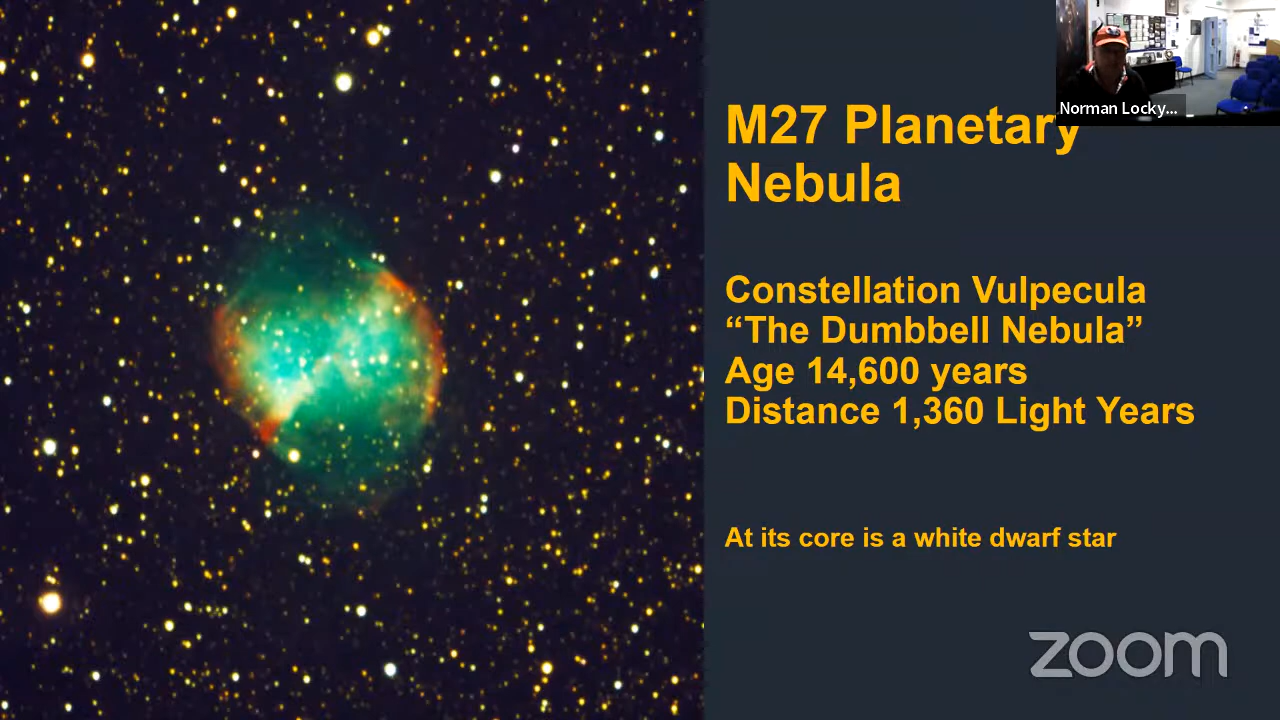 M27 Planetary
Nebula
Norman Locky...
Constellation Vulpecula
“The Dumbbell Nebula”
Age 14,600 years
Distance 1,360 Light Years
At its core is a white dwarf star
zoom